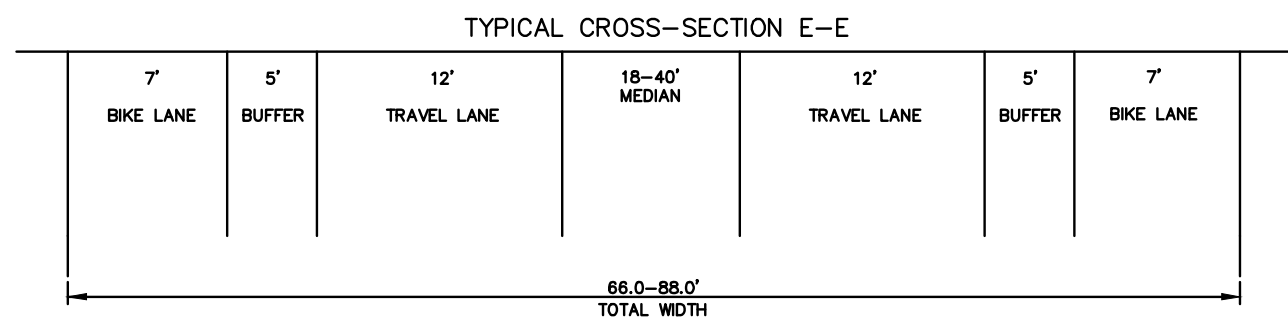 TYPICAL CROSS-SECTION E-E
7' 5' 12' 18-40' 12' 5' 7'
MEDIAN
BIKE LANE BUFFER TRAVEL LANE TRAVEL LANE BUFFER BIKE LANE
66.0-88.0'
TOTAL WIDTH